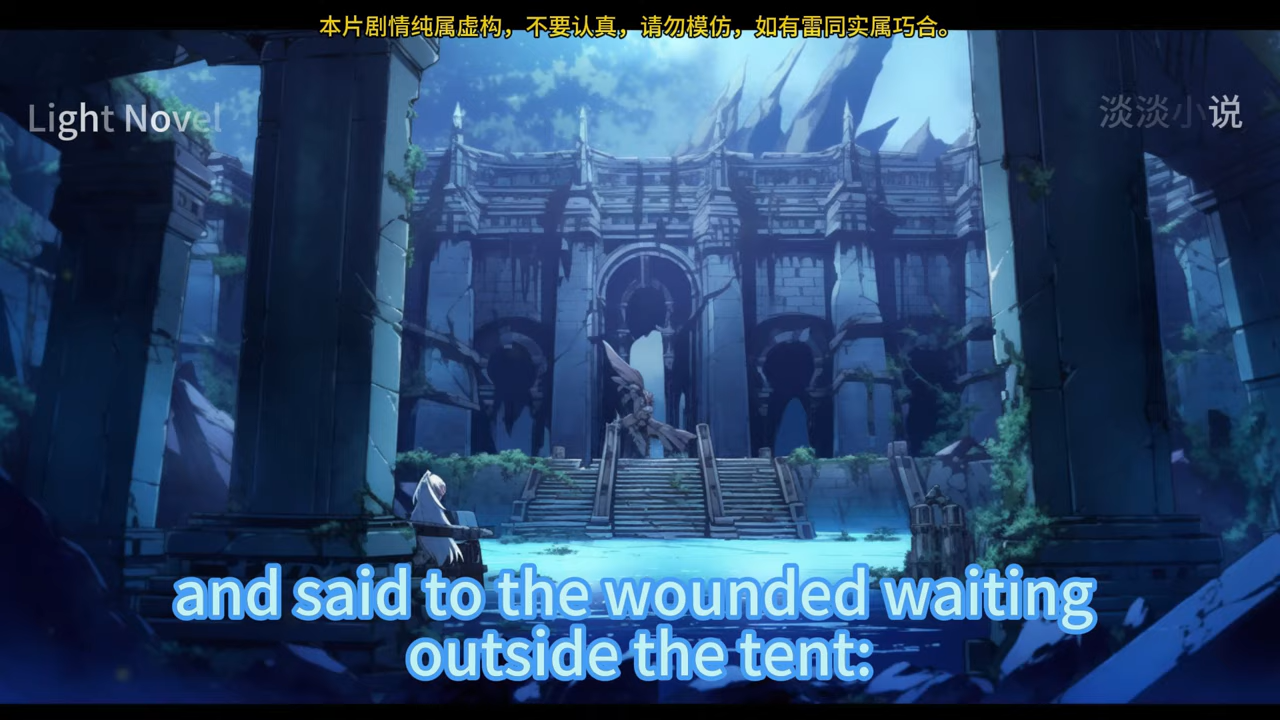 本片剧情纯属虚构，不要认真，请勿模仿，如有雷同实属巧合。
Light Novel
淡淡小说
and said to the wounded waiting
outside the tent: